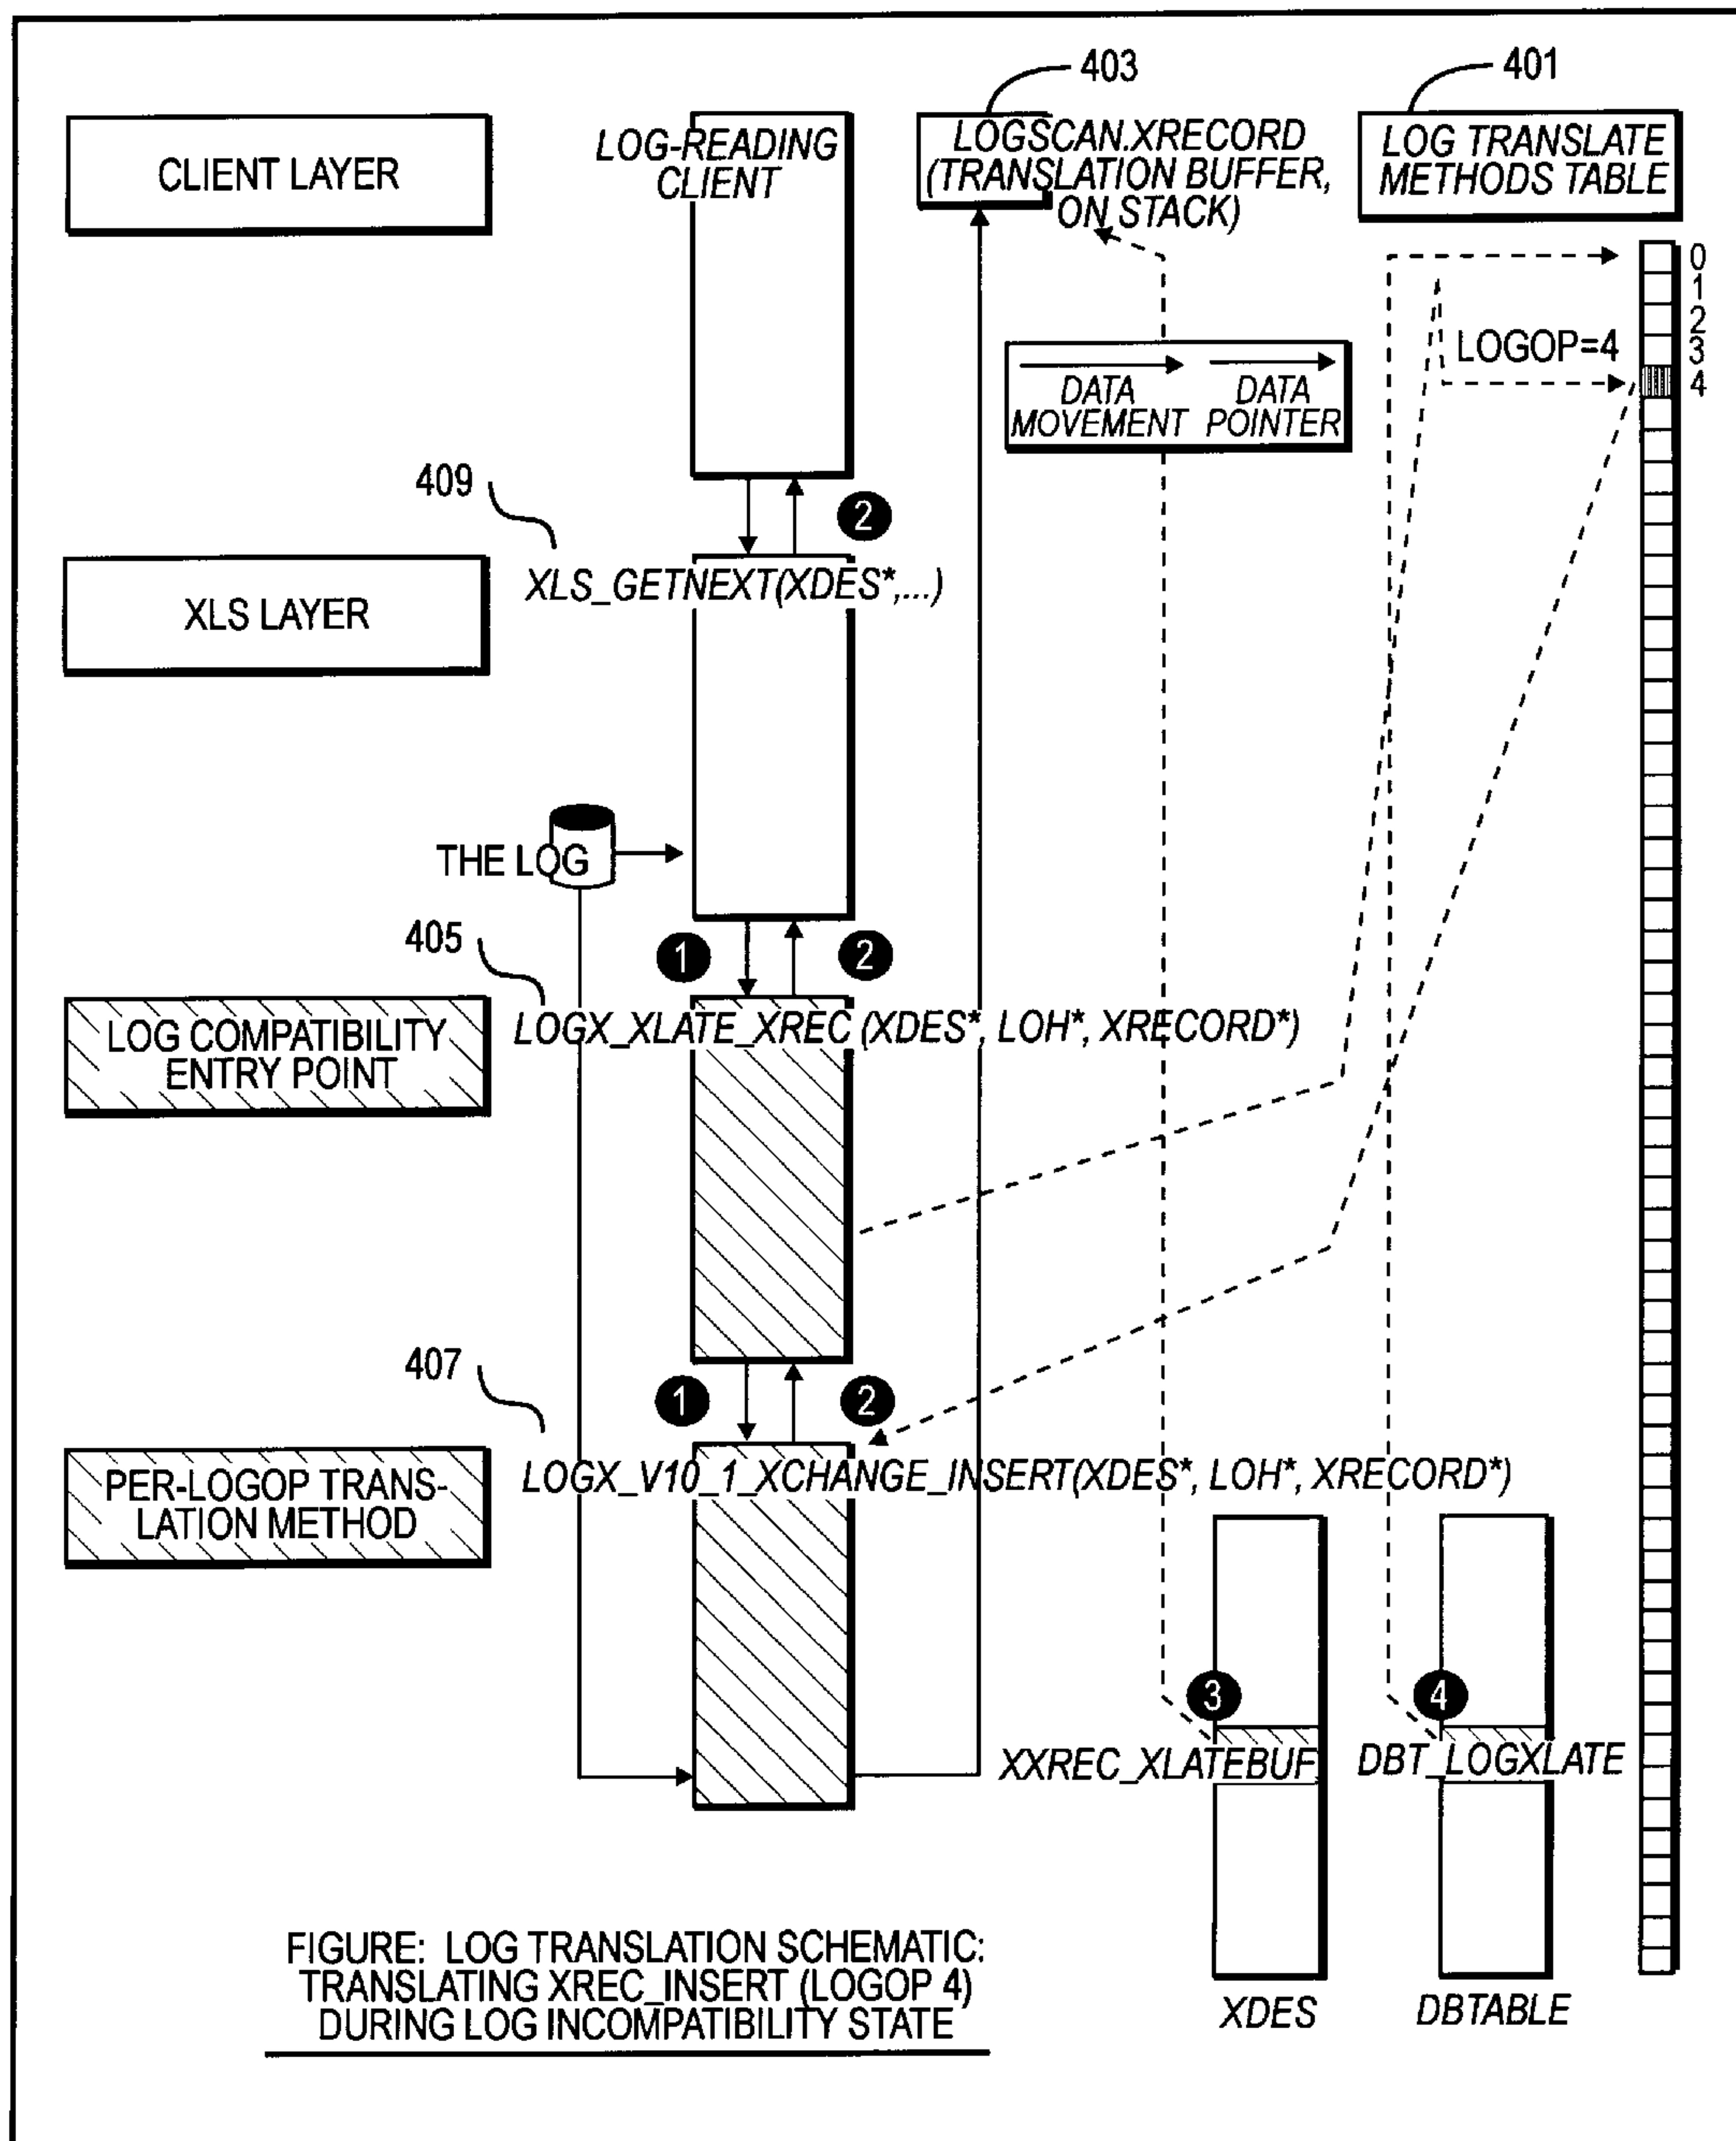 403
401
CLIENT LAYER
LOG-READING
CLIENT
LOGSCAN.XRECORD
(TRANSLATION BUFFER,
ON STACK)
LOG TRANSLATE
METHODS TABLE
0
1
2
3
4
LOGOP=4
DATA
MOVEMENT
DATA
POINTER
409
2
XLS_GETNEXT(XDES*,...)
XLS LAYER
THE LOG
405
1
2
LOG COMPATIBILITY
ENTRY POINT
LOGX_XLATE_XREC (XDES*, LOH*, XRECORD*)
407
1
2
PER-LOGOP TRANS-
LATION METHOD
LOGX_V10_1_XCHANGE_INSERT(XDES*, LOH*, XRECORD*)
3
4
XXREC_XLATEBUF
DBT_LOGXLATE
XDES
DBTABLE
FIGURE: LOG TRANSLATION SCHEMATIC:
TRANSLATING XREC_INSERT (LOGOP 4)
DURING LOG INCOMPATIBILITY STATE